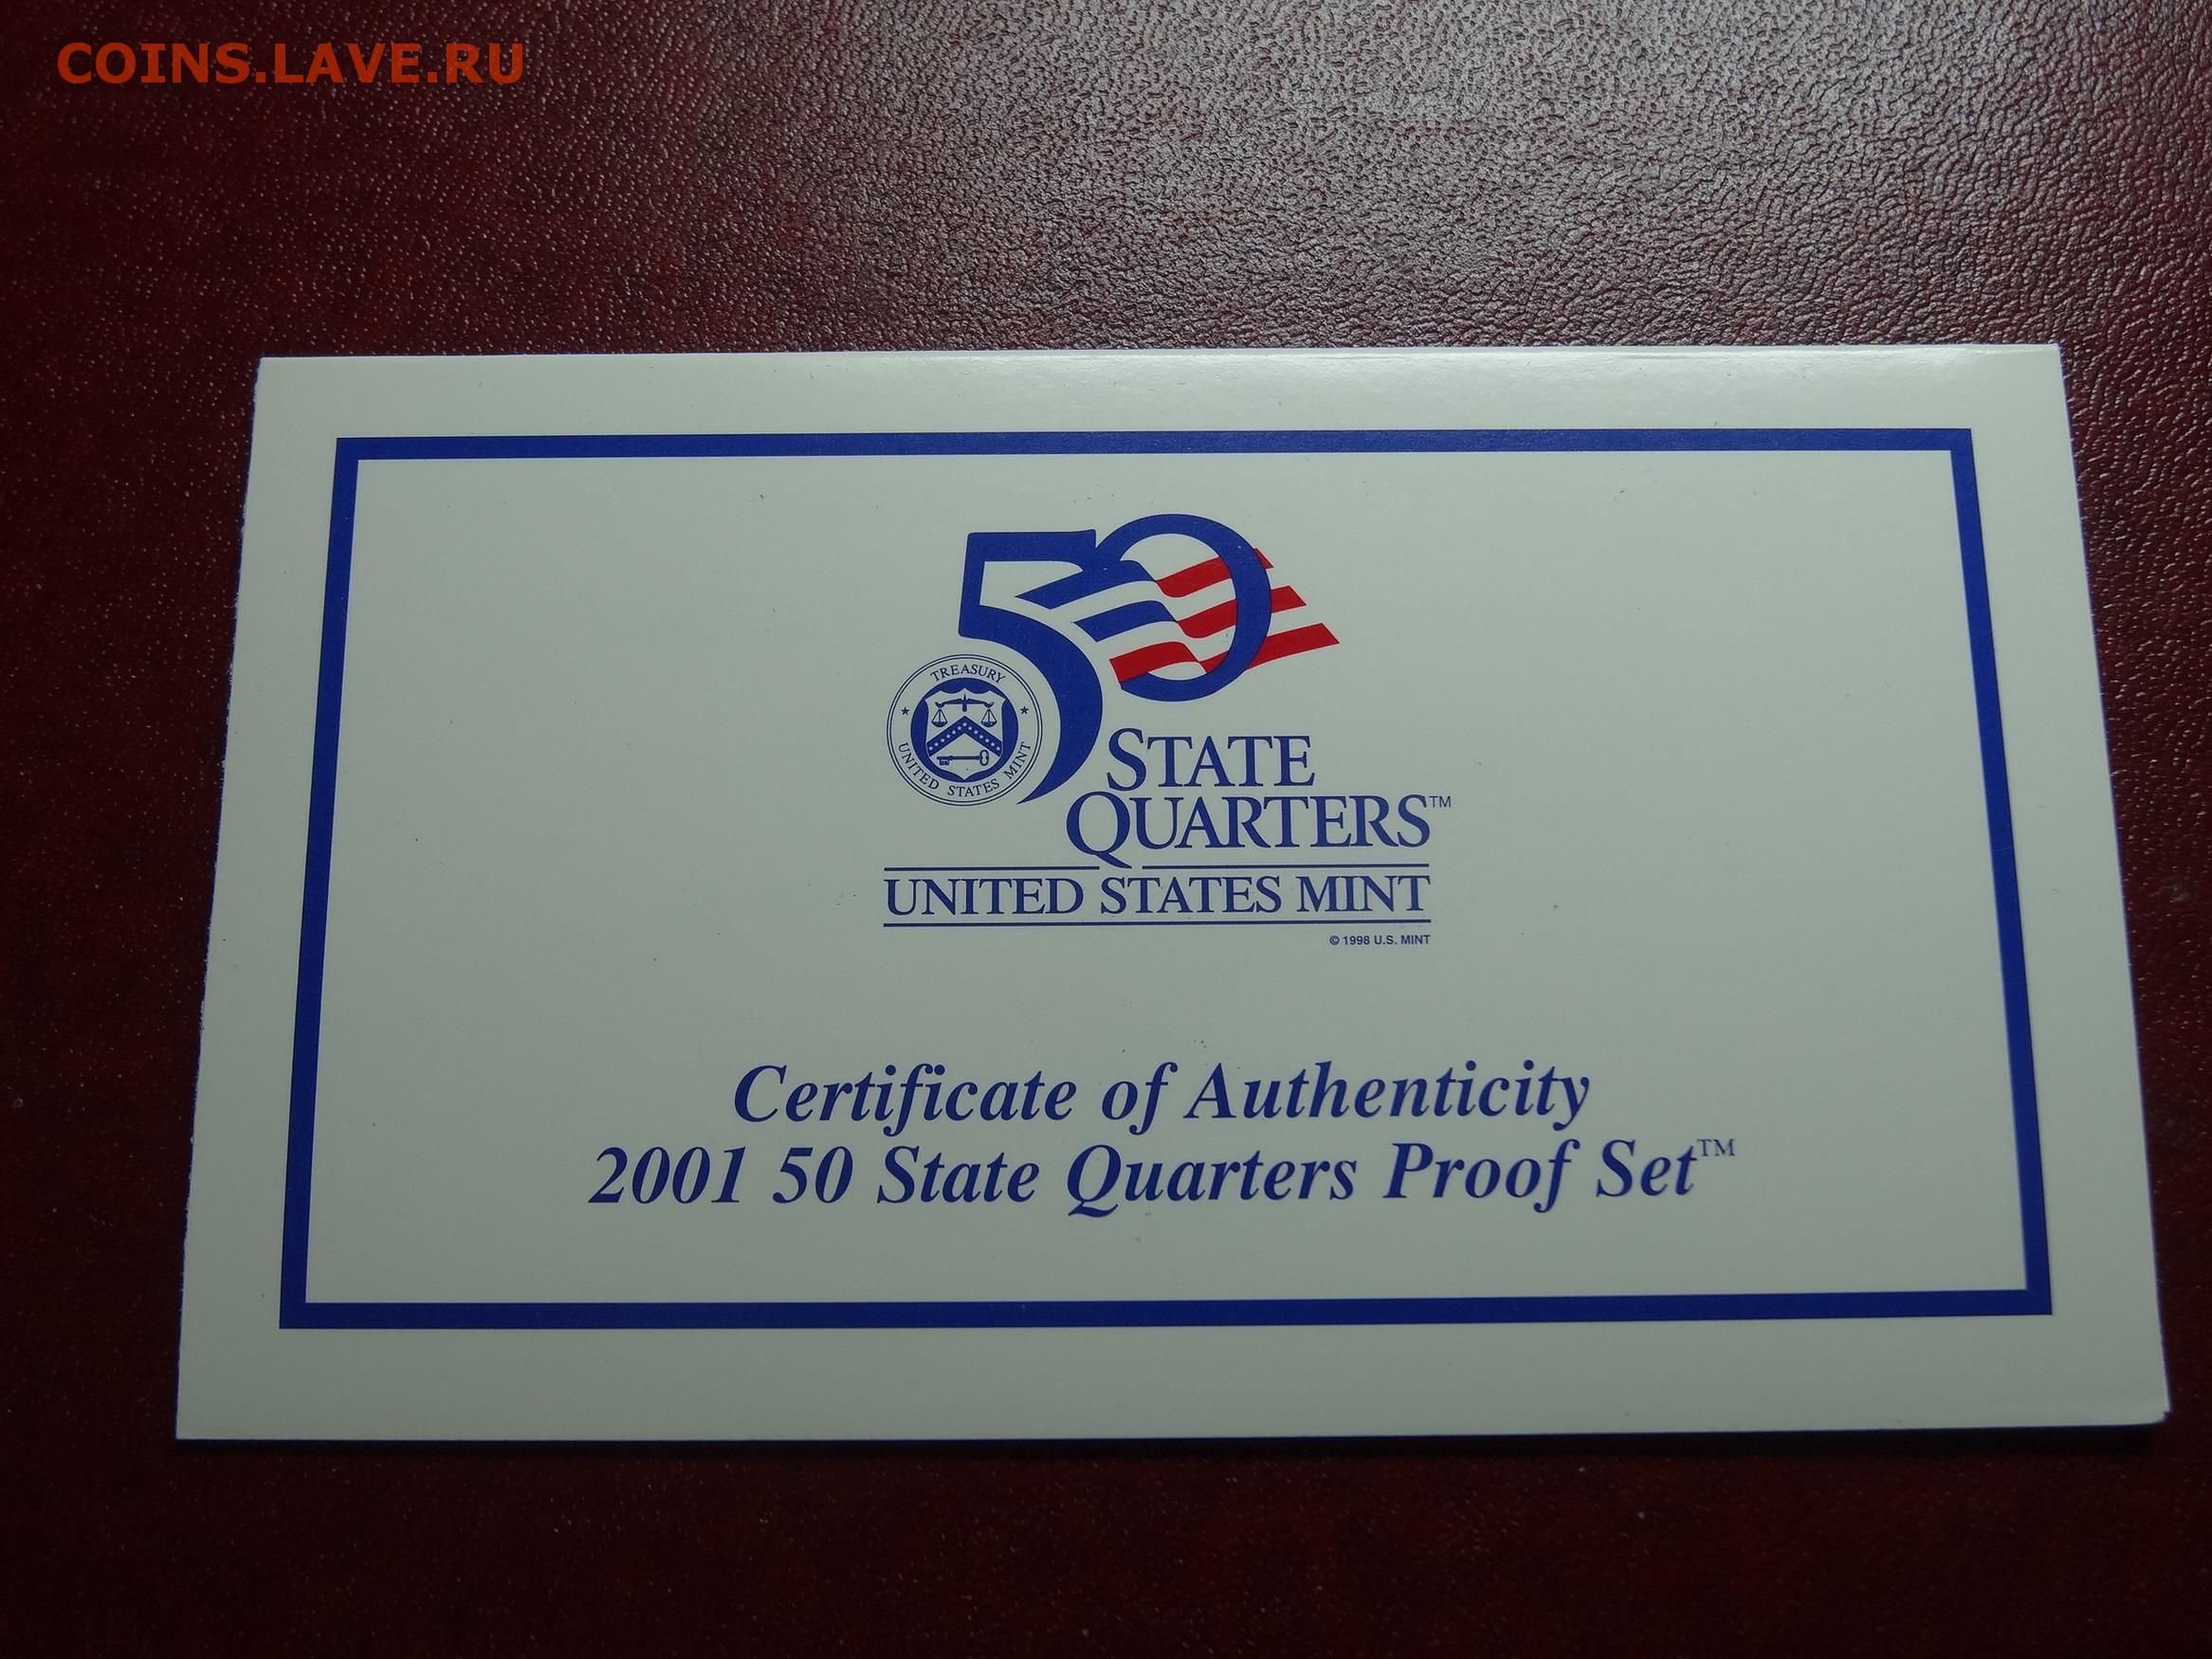 COINS.LAVE.RU
50
TREASURY
UNITED STATES MINT
STATE
QUARTERS™
UNITED STATES MINT
© 1998 U.S. MINT
Certificate of Authenticity
2001 50 State Quarters Proof Set™